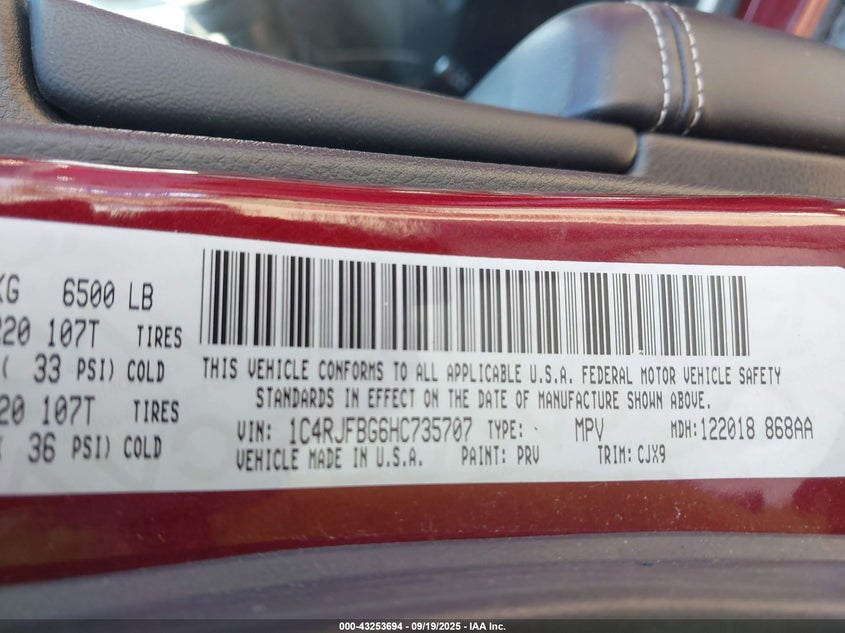 KG 6500 LB
20 107T TIRES
( 33 PSI) COLD
20 107T TIRES
( 36 PSI) COLD
THIS VEHICLE CONFORMS TO ALL APPLICABLE U.S.A. FEDERAL MOTOR VEHICLE SAFETY
STANDARDS IN EFFECT ON THE DATE OF MANUFACTURE SHOWN ABOVE.
VIN: 1C4RJFBG6HC735707 TYPE: MPV MDH:122018 868AA
VEHICLE MADE IN U.S.A. PAINT: PRV TRIM: CJX9
000-43253694 - 09/19/2025 - IAA Inc.